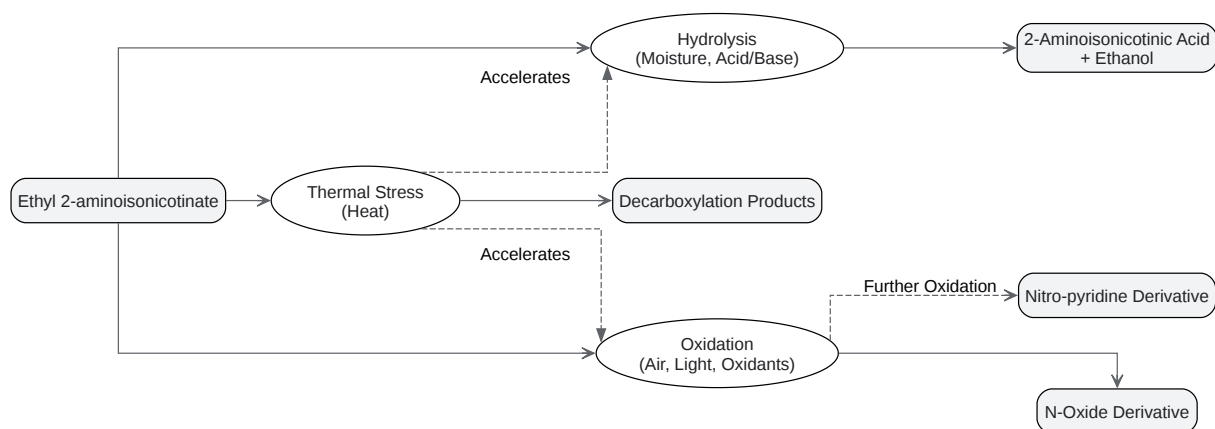 Hydrolysis
(Moisture, Acid/Base)
2-Aminoisonicotinic Acid
+ Ethanol
Accelerates
Ethyl 2-aminoisonicotinate
Thermal Stress
(Heat)
Decarboxylation Products
Accelerates
Further Oxidation
Nitro-pyridine Derivative
Oxidation
(Air, Light, Oxidants)
N-Oxide Derivative